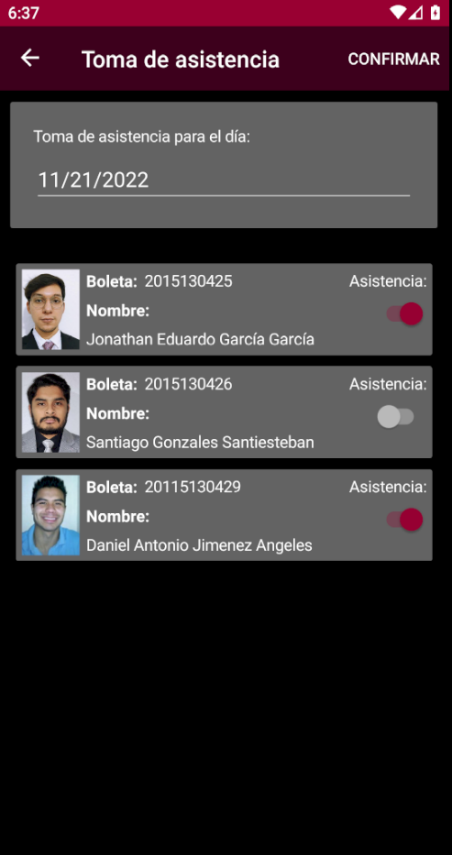 6:37
Toma de asistencia CONFIRMAR
Toma de asistencia para el día:
11/21/2022
Boleta: 2015130425 Asistencia:
Nombre:
Jonathan Eduardo García García
Boleta: 2015130426 Asistencia:
Nombre:
Santiago Gonzales Santiesteban
Boleta: 20115130429 Asistencia:
Nombre:
Daniel Antonio Jimenez Angeles